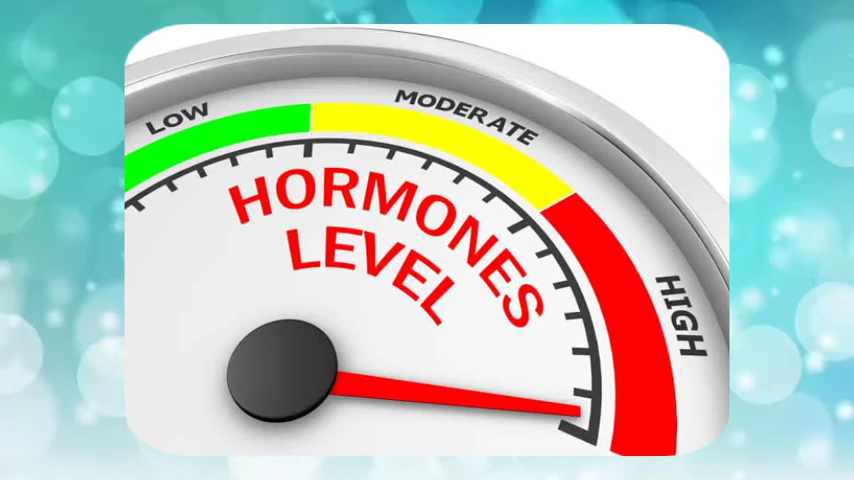 LOW
MODERATE
HIGH
HORMONES
LEVEL